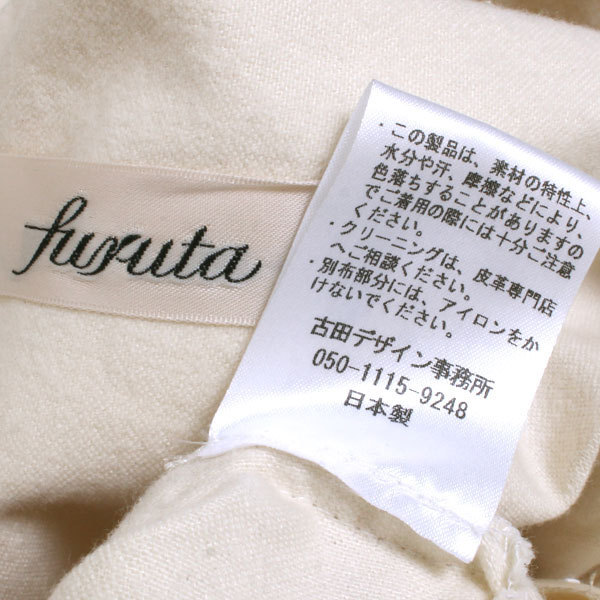 furuta
・この製品は、素材の特性上、
水分や汗、摩擦などにより、
色落ちすることがありますの
でご着用の際には十分ご注意
ください。
・クリーニングは、皮革専門店
へご相談ください。
・別布部分には、アイロンをか
けないでください。
古田デザイン事務所
050-1115-9248
日本製